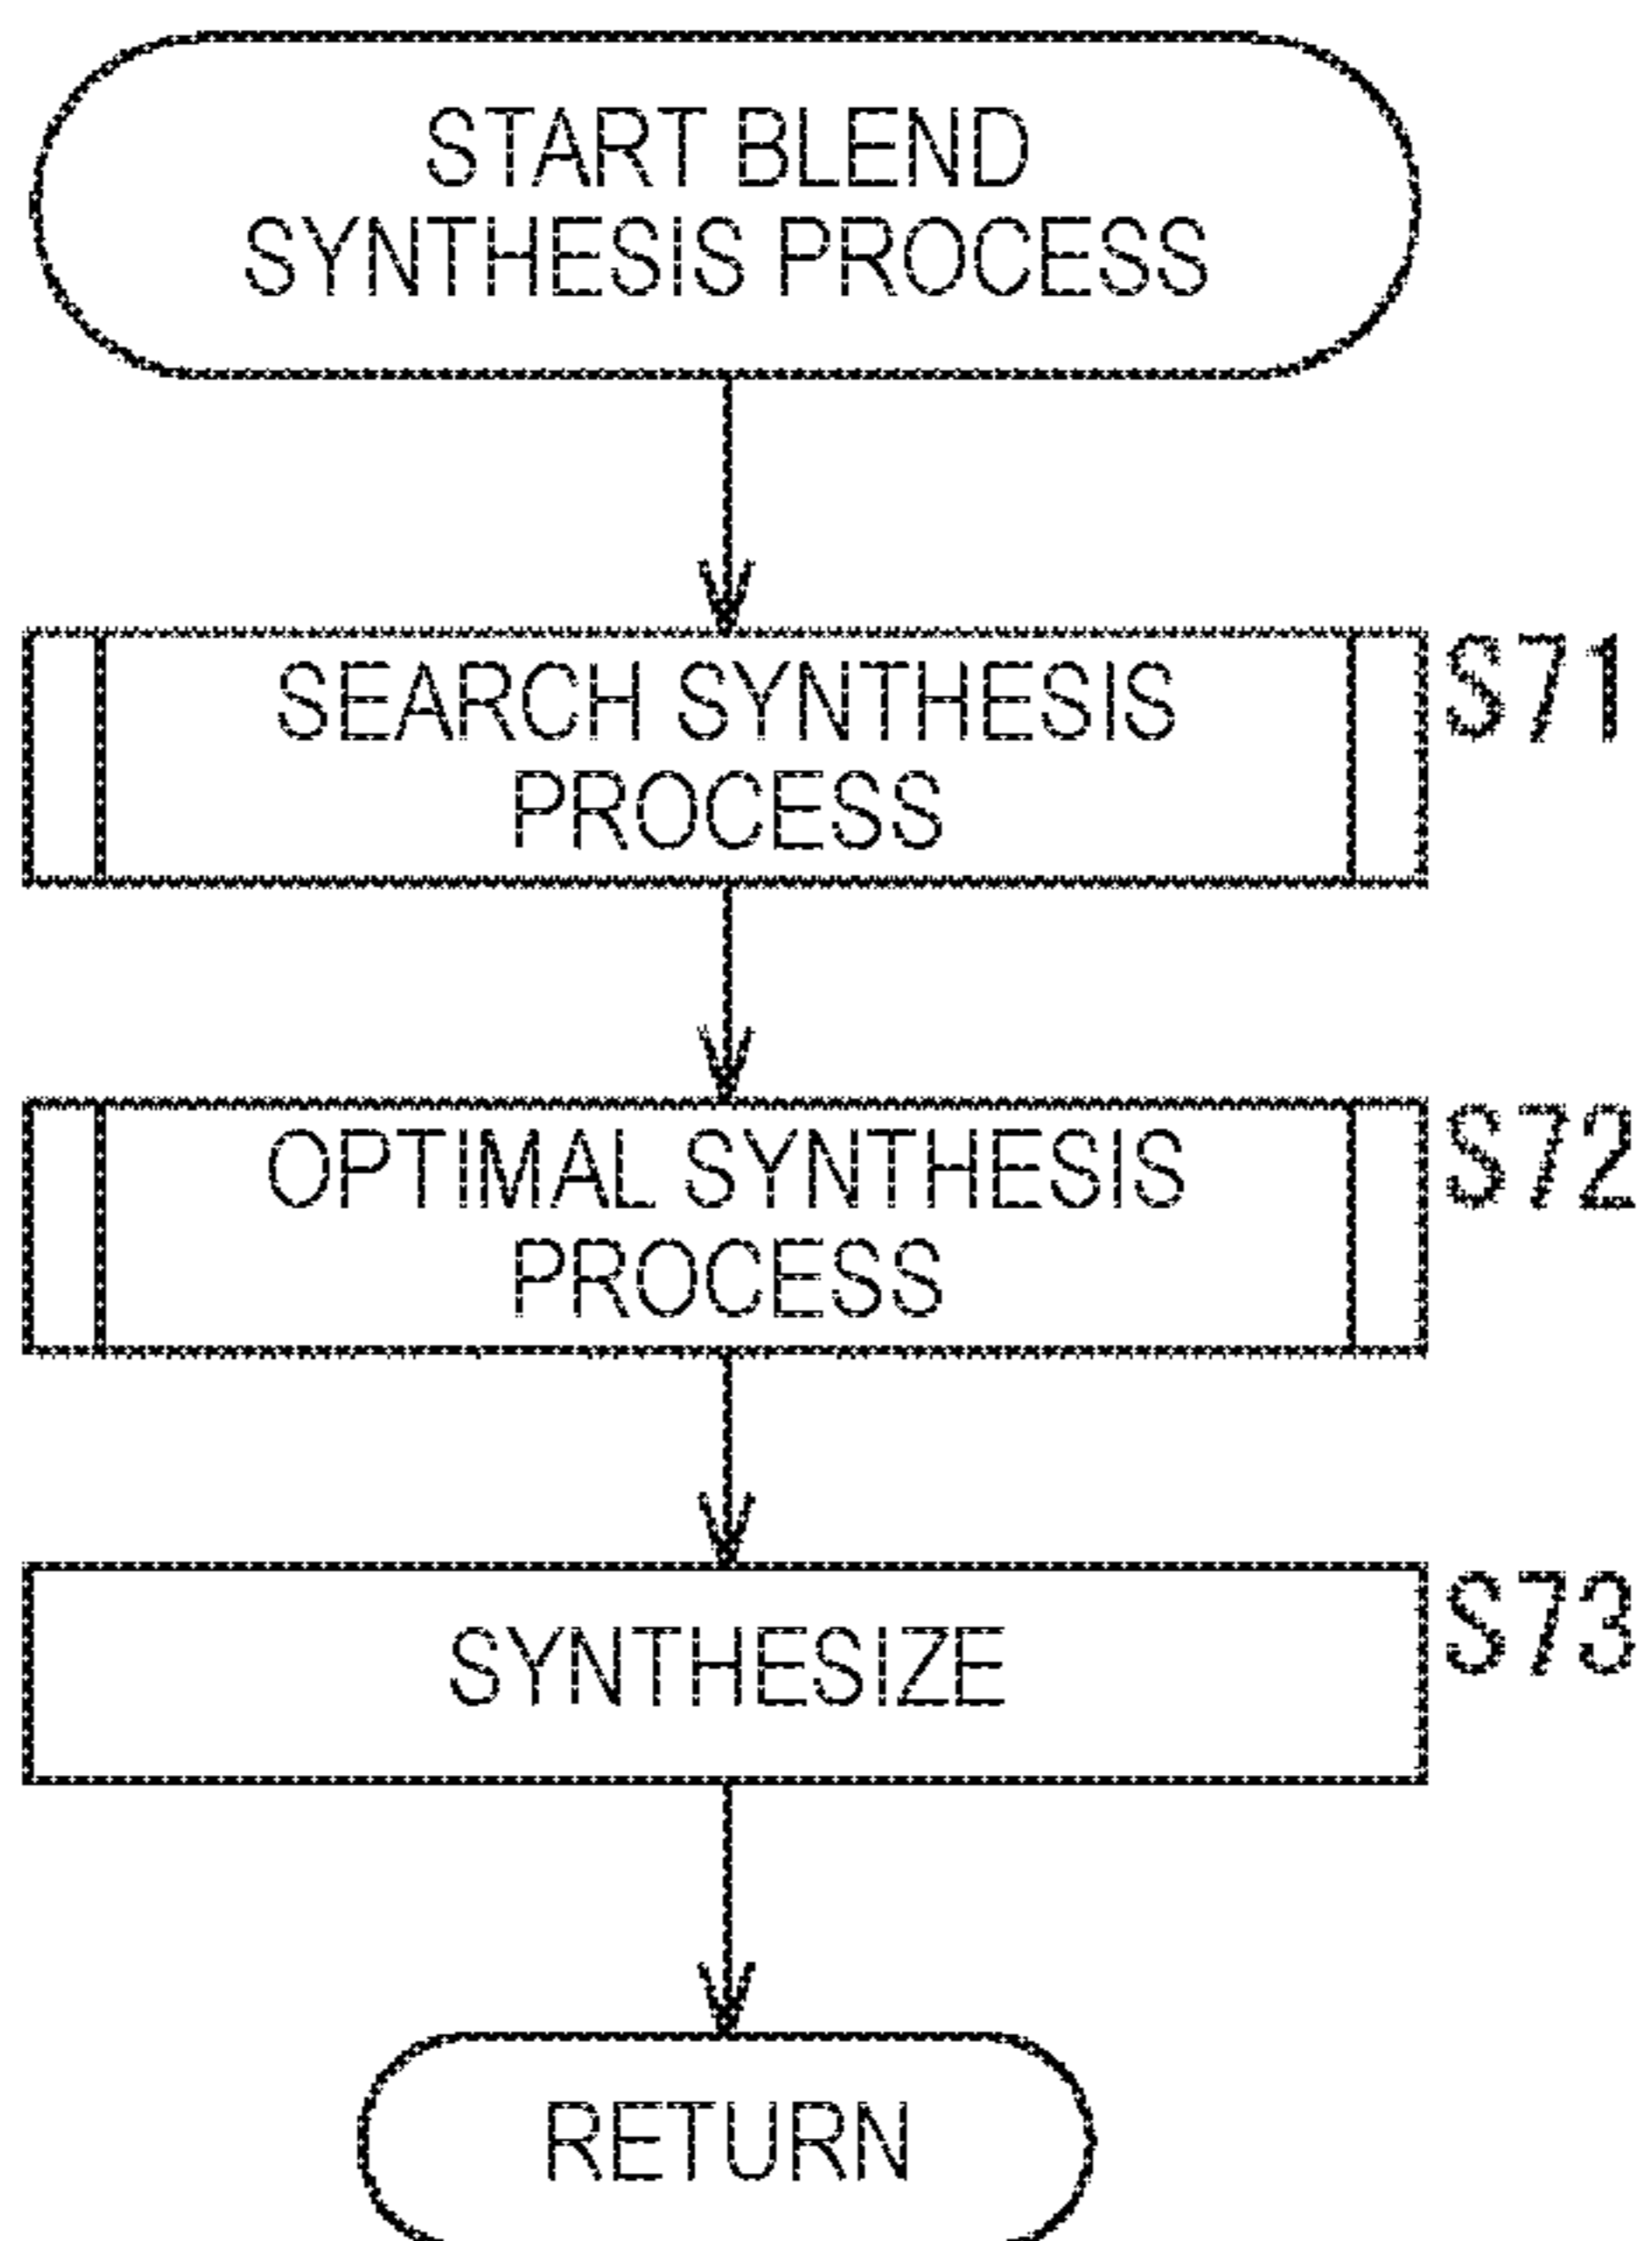 START BLEND
SYNTHESIS PROCESS
SEARCH SYNTHESIS
PROCESS
S71
OPTIMAL SYNTHESIS
PROCESS
S72
SYNTHESIZE
S73
RETURN